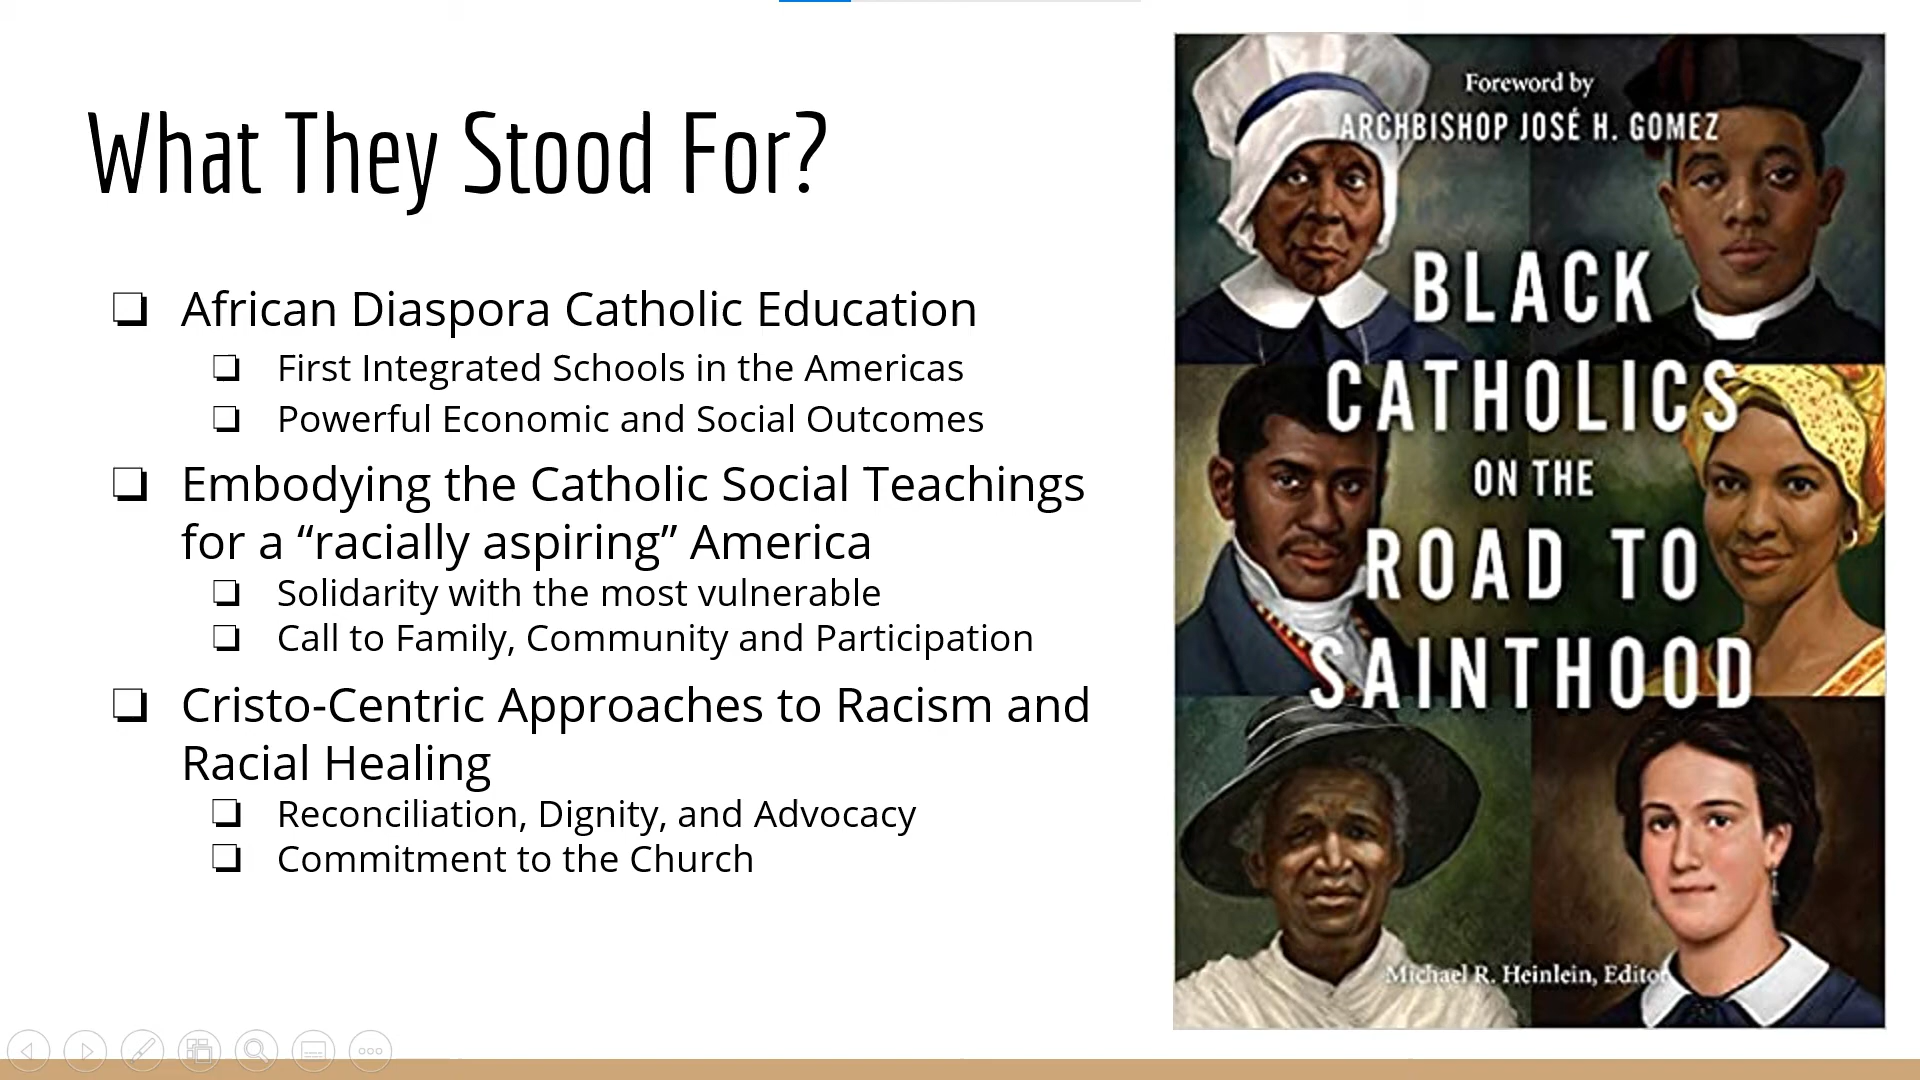 What They Stood For?
❏ African Diaspora Catholic Education
❏ First Integrated Schools in the Americas
❏ Powerful Economic and Social Outcomes
❏ Embodying the Catholic Social Teachings
for a “racially aspiring” America
❏ Solidarity with the most vulnerable
❏ Call to Family, Community and Participation
❏ Cristo-Centric Approaches to Racism and
Racial Healing
❏ Reconciliation, Dignity, and Advocacy
❏ Commitment to the Church
Foreword by
ARCHBISHOP JOSÉ H. GOMEZ
BLACK
CATHOLICS
ON THE
ROAD TO
SAINTHOOD
Michael R. Heinlein, Editor